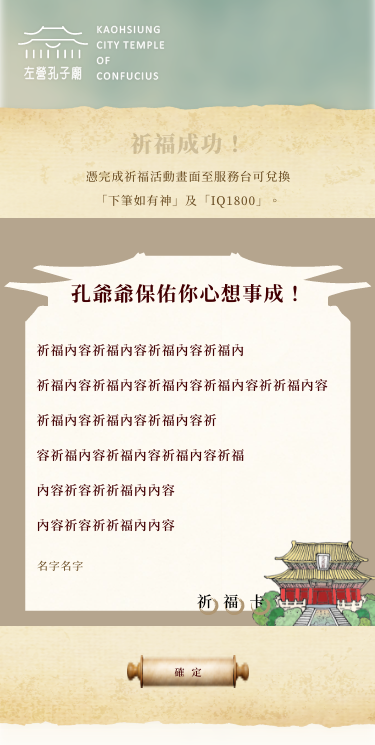 KAOHSIUNG
CITY TEMPLE
OF
CONFUCIUS
左營孔子廟
祈福成功！
憑完成祈福活動畫面至服務台可兌換
「下筆如有神」及「IQ1800」。
孔爺爺保佑你心想事成！
祈福內容祈福內容祈福內容祈福內
祈福內容祈福內容祈福內容祈福內容祈祈福內容
祈福內容祈福內容祈福內容祈
容祈福內容祈福內容祈福內容祈福
內容祈容祈祈福內內容
內容祈容祈祈福內內容
名字名字
祈福卡
確定